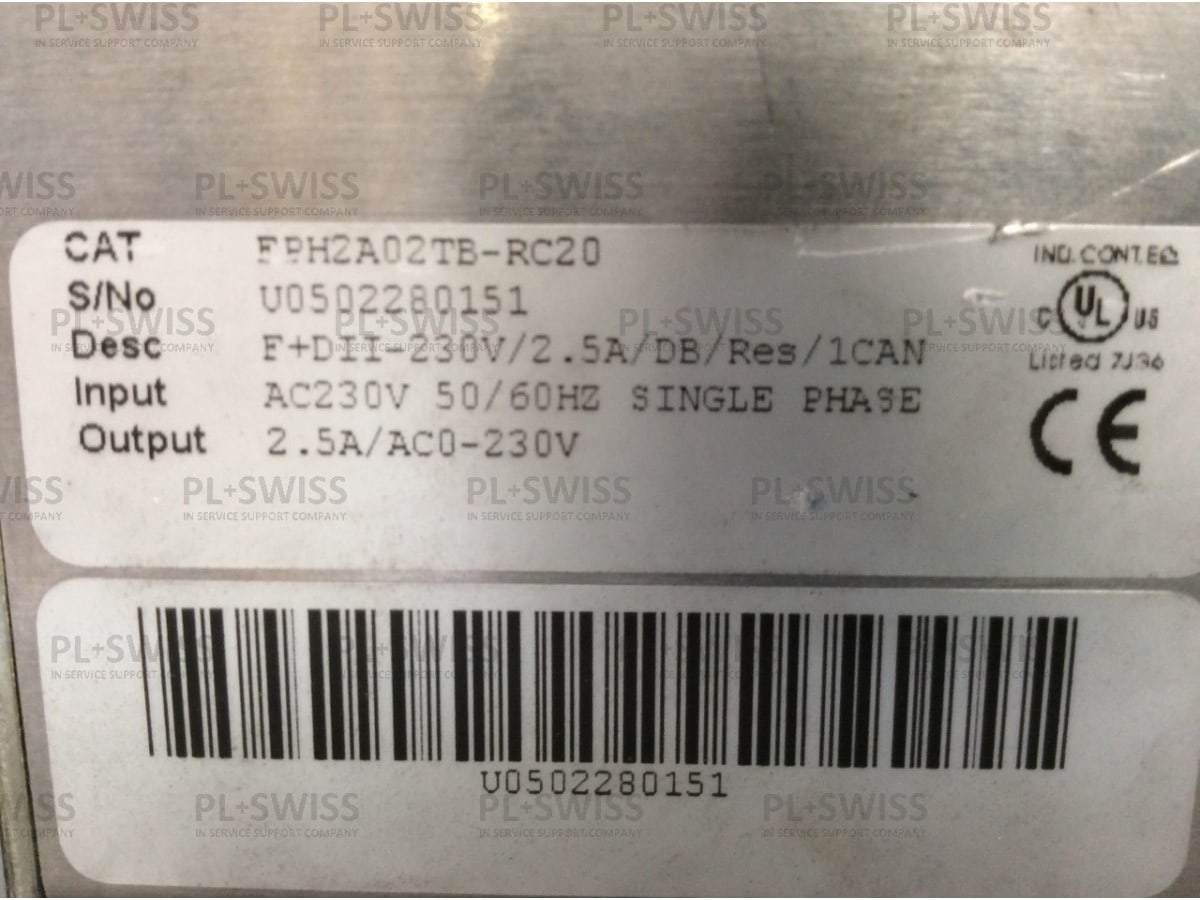 CAT FPH2A02TB-RC20
S/No U0502280151
Desc F+DII-230V/2.5A/DB/Res/1CAN
Input AC230V 50/60HZ SINGLE PHASE
Output 2.5A/AC0-230V
IND.CONT.EQ
C UL US
Listed 7J36
CE
U0502280151
PL+SWISS
IN SERVICE SUPPORT COMPANY